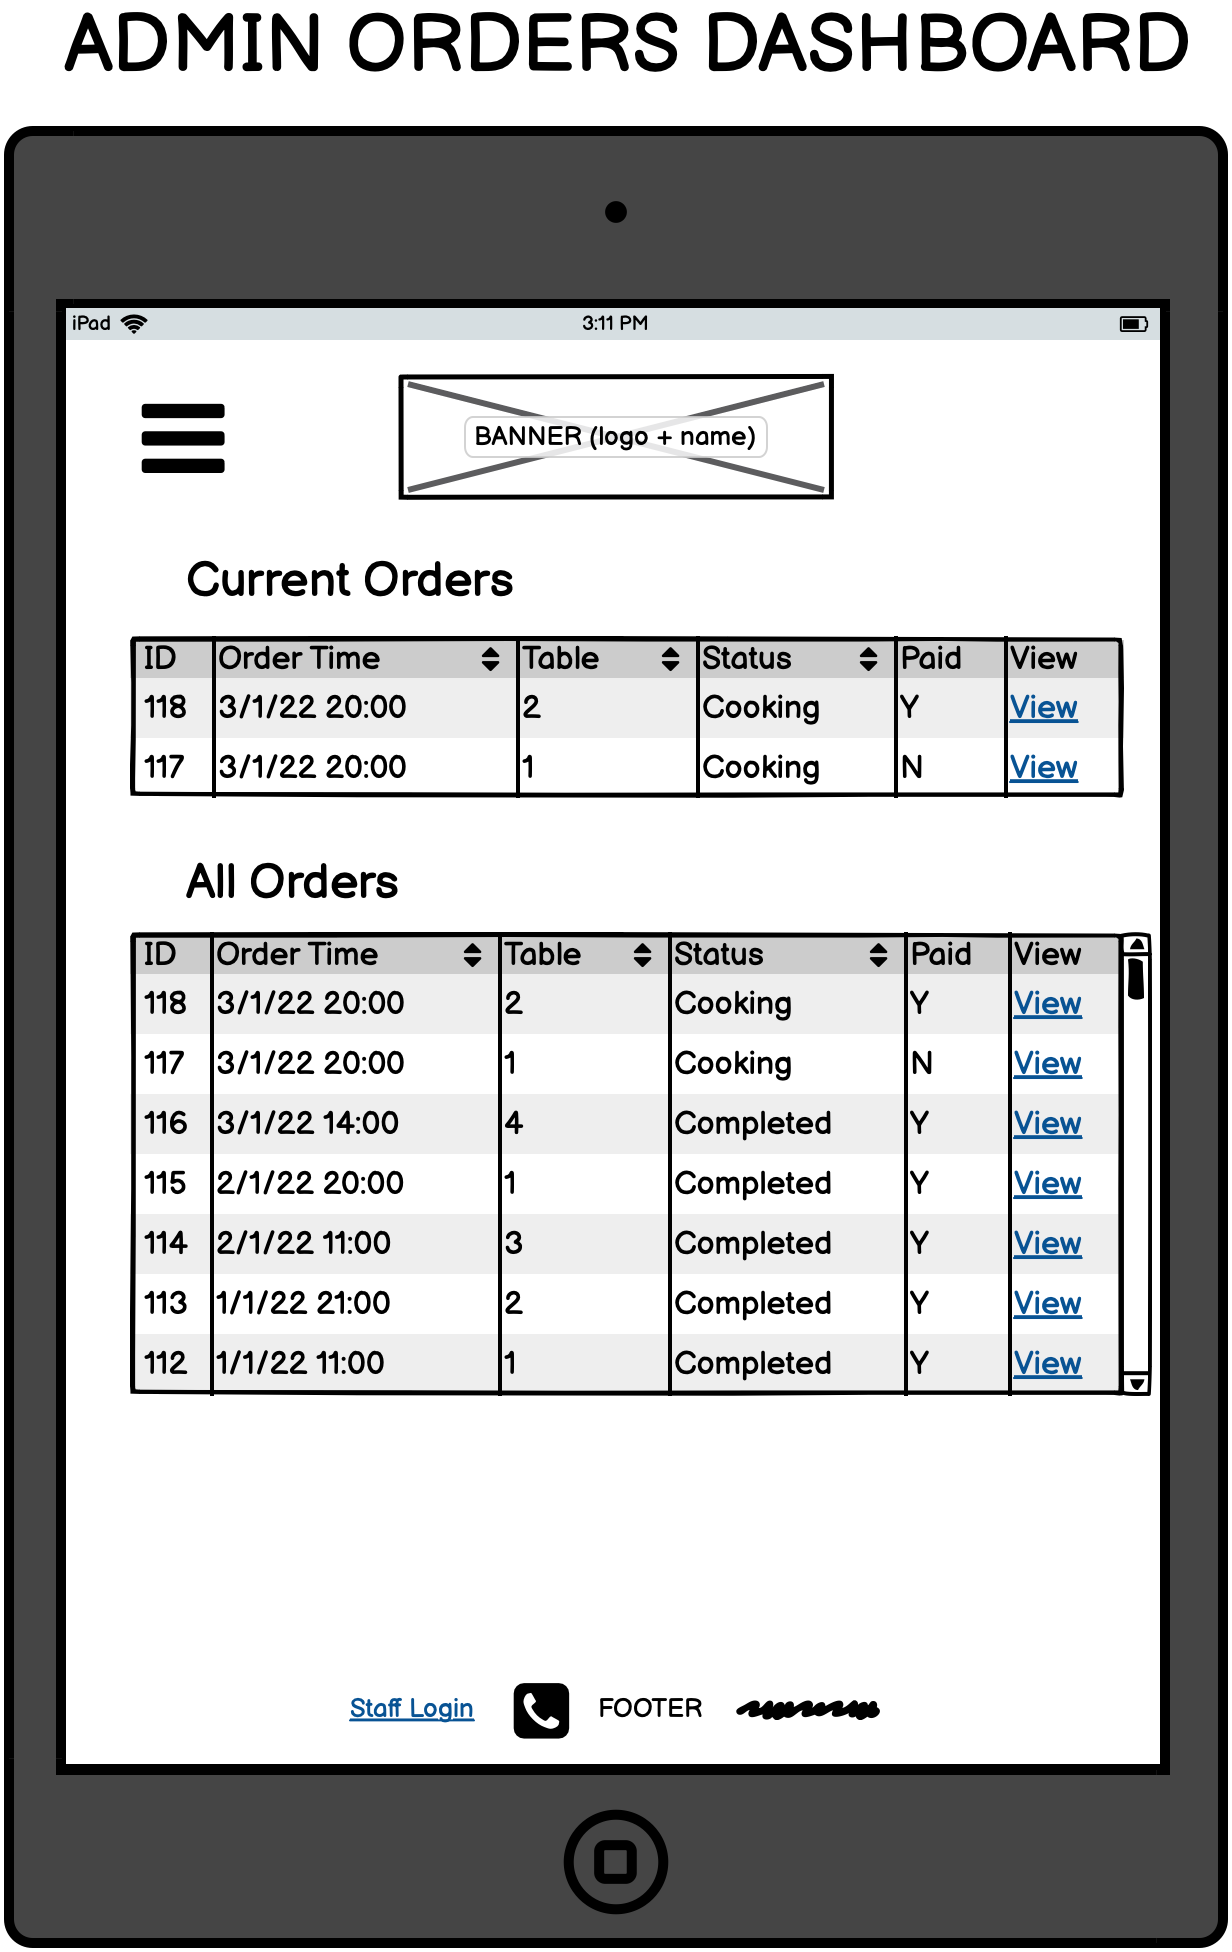 ADMIN ORDERS DASHBOARD
iPad 3:11 PM
BANNER (logo + name)
Current Orders
ID Order Time Table Status Paid View
118 3/1/22 20:00 2 Cooking Y View
117 3/1/22 20:00 1 Cooking N View
All Orders
ID Order Time Table Status Paid View
118 3/1/22 20:00 2 Cooking Y View
117 3/1/22 20:00 1 Cooking N View
116 3/1/22 14:00 4 Completed Y View
115 2/1/22 20:00 1 Completed Y View
114 2/1/22 11:00 3 Completed Y View
113 1/1/22 21:00 2 Completed Y View
112 1/1/22 11:00 1 Completed Y View
Staff Login FOOTER